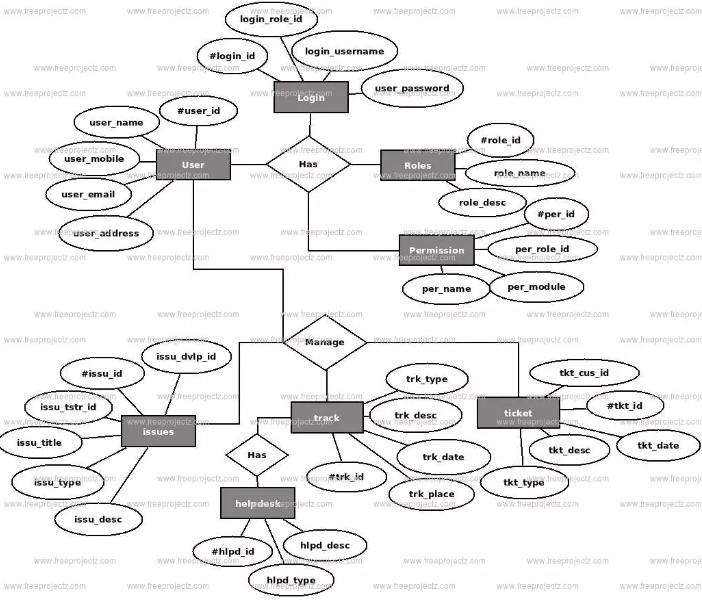 login_role_id
login_username
#login_id
user_password
Login
#user_id
user_name
user_mobile
User
user_email
user_address
Has
Roles
#role_id
role_name
role_desc
#per_id
Permission
per_role_id
per_name
per_module
Manage
issu_dvlp_id
#issu_id
issu_tstr_id
issu_title
issues
issu_type
issu_desc
trk_type
track
trk_desc
trk_date
#trk_id
trk_place
tkt_cus_id
ticket
#tkt_id
tkt_date
tkt_desc
tkt_type
Has
helpdesk
#hlpd_id
hlpd_desc
hlpd_type
www.freeprojectz.com